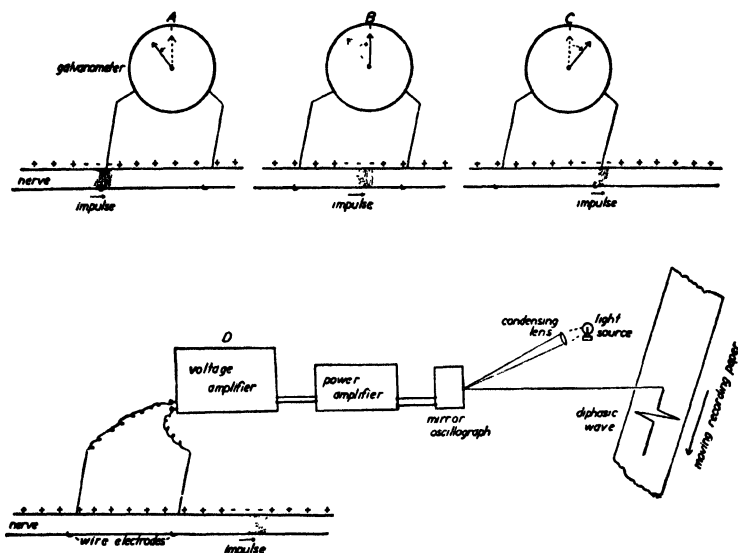 A
B
C
galvanometer
r
r
+ + + + + - - + + + + + + + +
+ + + + + - - + + + + +
+ + + + + + - - + + + + +
nerve
impulse
impulse
impulse
D
voltage
amplifier
power
amplifier
mirror
oscillograph
condensing
lens
light
source
diphasic
wave
moving recording paper
nerve
wire electrodes
impulse